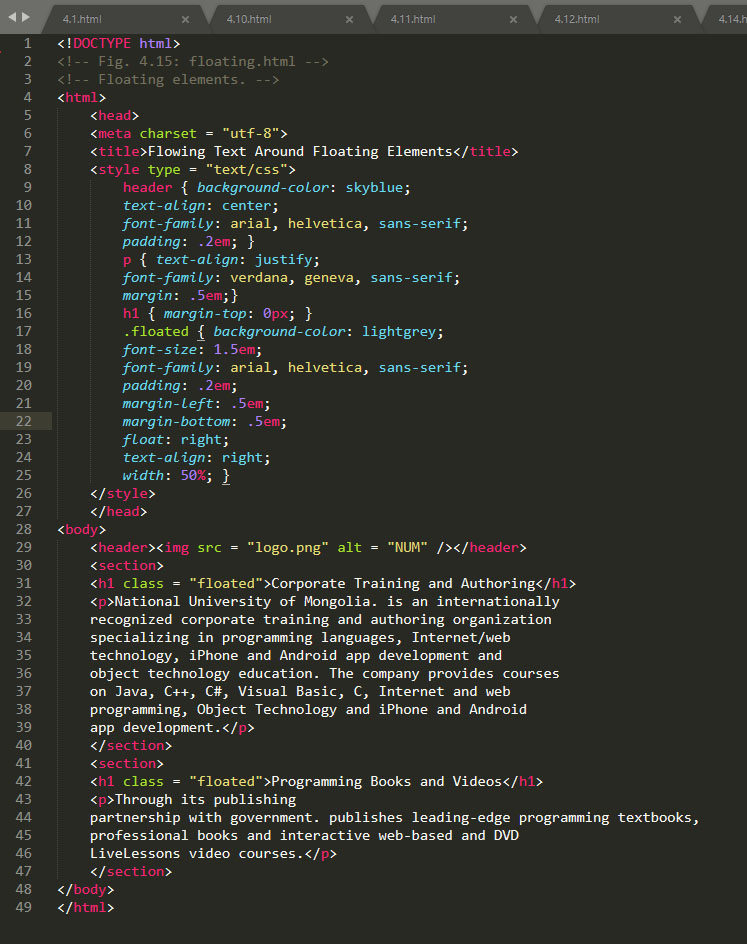 4.1.html × 4.10.html × 4.11.html × 4.12.html × 4.14.h
1 <!DOCTYPE html>
2 <!-- Fig. 4.15: floating.html -->
3 <!-- Floating elements. -->
4 <html>
5 <head>
6 <meta charset = "utf-8">
7 <title>Flowing Text Around Floating Elements</title>
8 <style type = "text/css">
9 header { background-color: skyblue;
10 text-align: center;
11 font-family: arial, helvetica, sans-serif;
12 padding: .2em; }
13 p { text-align: justify;
14 font-family: verdana, geneva, sans-serif;
15 margin: .5em;}
16 h1 { margin-top: 0px; }
17 .floated { background-color: lightgrey;
18 font-size: 1.5em;
19 font-family: arial, helvetica, sans-serif;
20 padding: .2em;
21 margin-left: .5em;
22 margin-bottom: .5em;
23 float: right;
24 text-align: right;
25 width: 50%; }
26 </style>
27 </head>
28 <body>
29 <header><img src = "logo.png" alt = "NUM" /></header>
30 <section>
31 <h1 class = "floated">Corporate Training and Authoring</h1>
32 <p>National University of Mongolia. is an internationally
33 recognized corporate training and authoring organization
34 specializing in programming languages, Internet/web
35 technology, iPhone and Android app development and
36 object technology education. The company provides courses
37 on Java, C++, C#, Visual Basic, C, Internet and web
38 programming, Object Technology and iPhone and Android
39 app development.</p>
40 </section>
41 <section>
42 <h1 class = "floated">Programming Books and Videos</h1>
43 <p>Through its publishing
44 partnership with government. publishes leading-edge programming textbooks,
45 professional books and interactive web-based and DVD
46 LiveLessons video courses.</p>
47 </section>
48 </body>
49 </html>